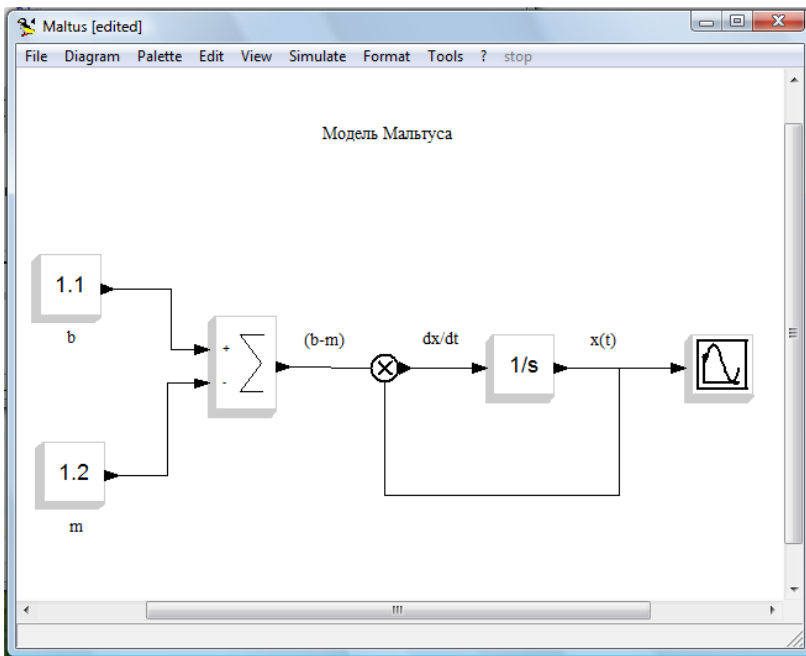 Maltus [edited]
File Diagram Palette Edit View Simulate Format Tools ? stop
Модель Мальтуса
1.1
b
+
-
(b-m)
dx/dt
1/s
x(t)
1.2
m